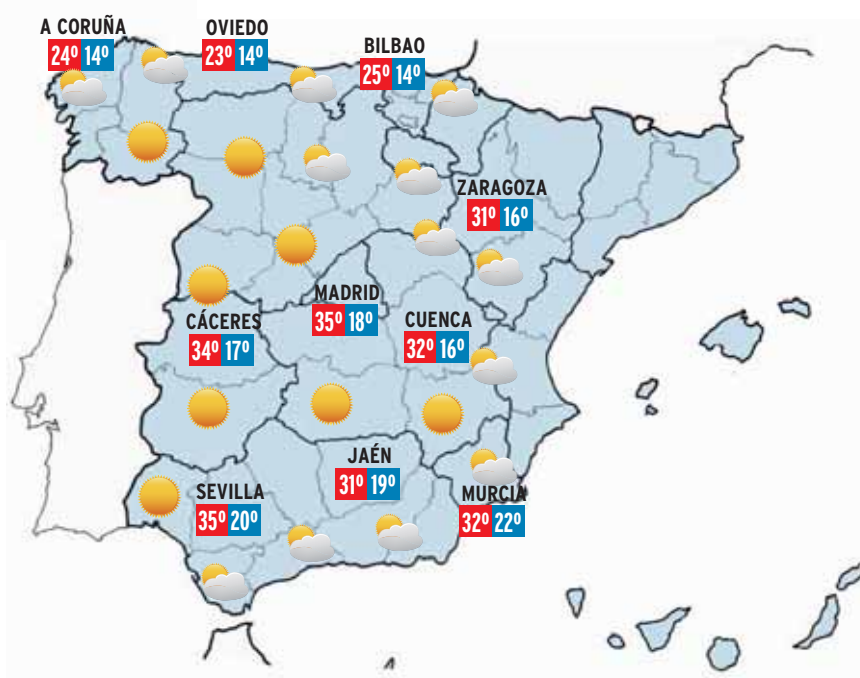 A CORUÑA
24º 14º
OVIEDO
23º 14º
BILBAO
25º 14º
ZARAGOZA
31º 16º
MADRID
35º 18º
CÁCERES
34º 17º
CUENCA
32º 16º
JAÉN
31º 19º
SEVILLA
35º 20º
MURCIA
32º 22º